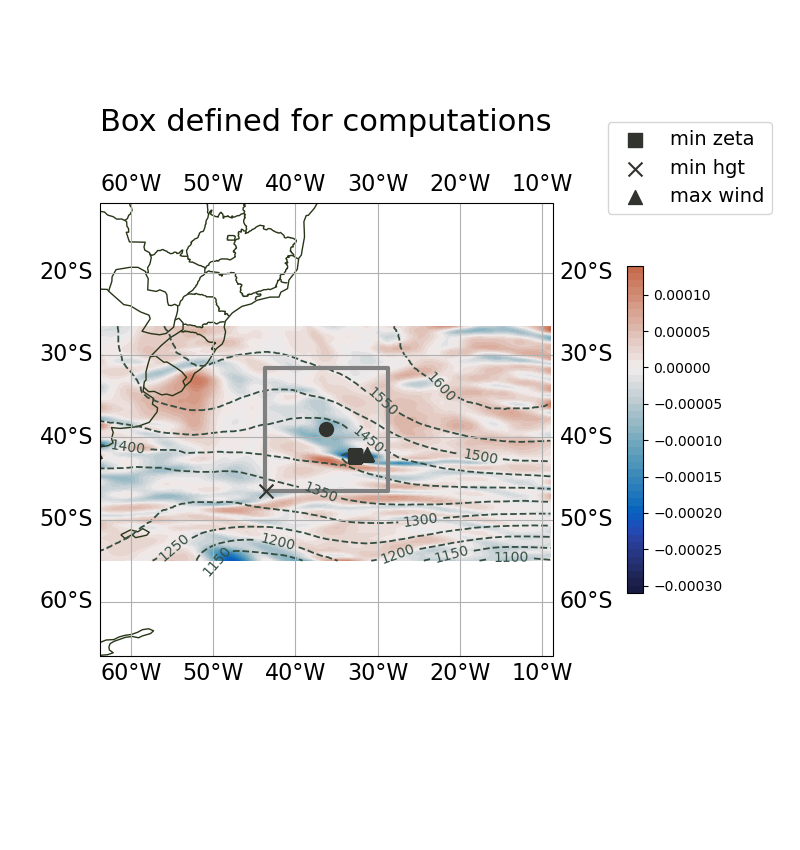 Box defined for computations
min zeta
min hgt
max wind
60°W 50°W 40°W 30°W 20°W 10°W
20°S 20°S
30°S 30°S
40°S 40°S
50°S 50°S
60°S 60°S
1600
1550
1450
1400
1500
1350
1300
1250
1200
1150
1200
1150
1100
60°W 50°W 40°W 30°W 20°W 10°W
0.00010
0.00005
0.00000
−0.00005
−0.00010
−0.00015
−0.00020
−0.00025
−0.00030